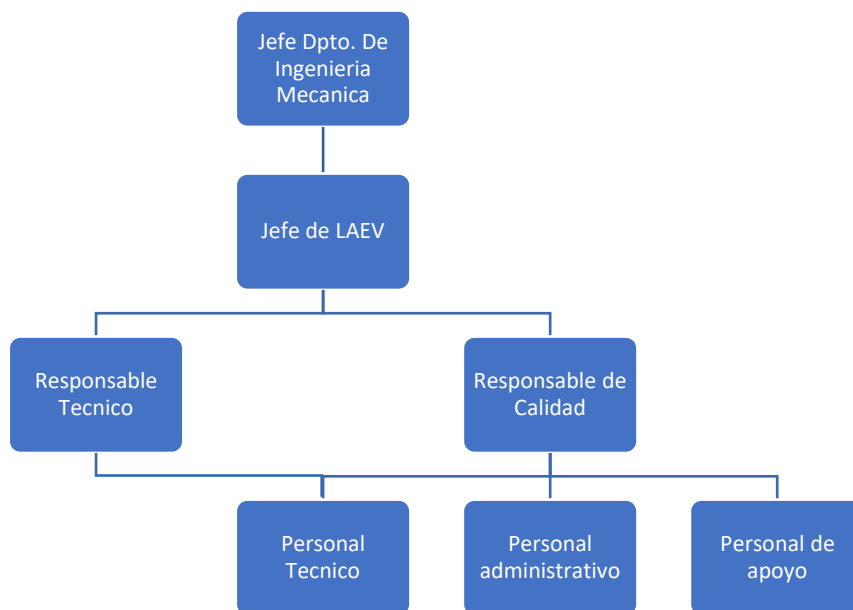 Jefe Dpto. De
Ingenieria
Mecanica
Jefe de LAEV
Responsable
Tecnico
Responsable de
Calidad
Personal
Tecnico
Personal
administrativo
Personal de
apoyo